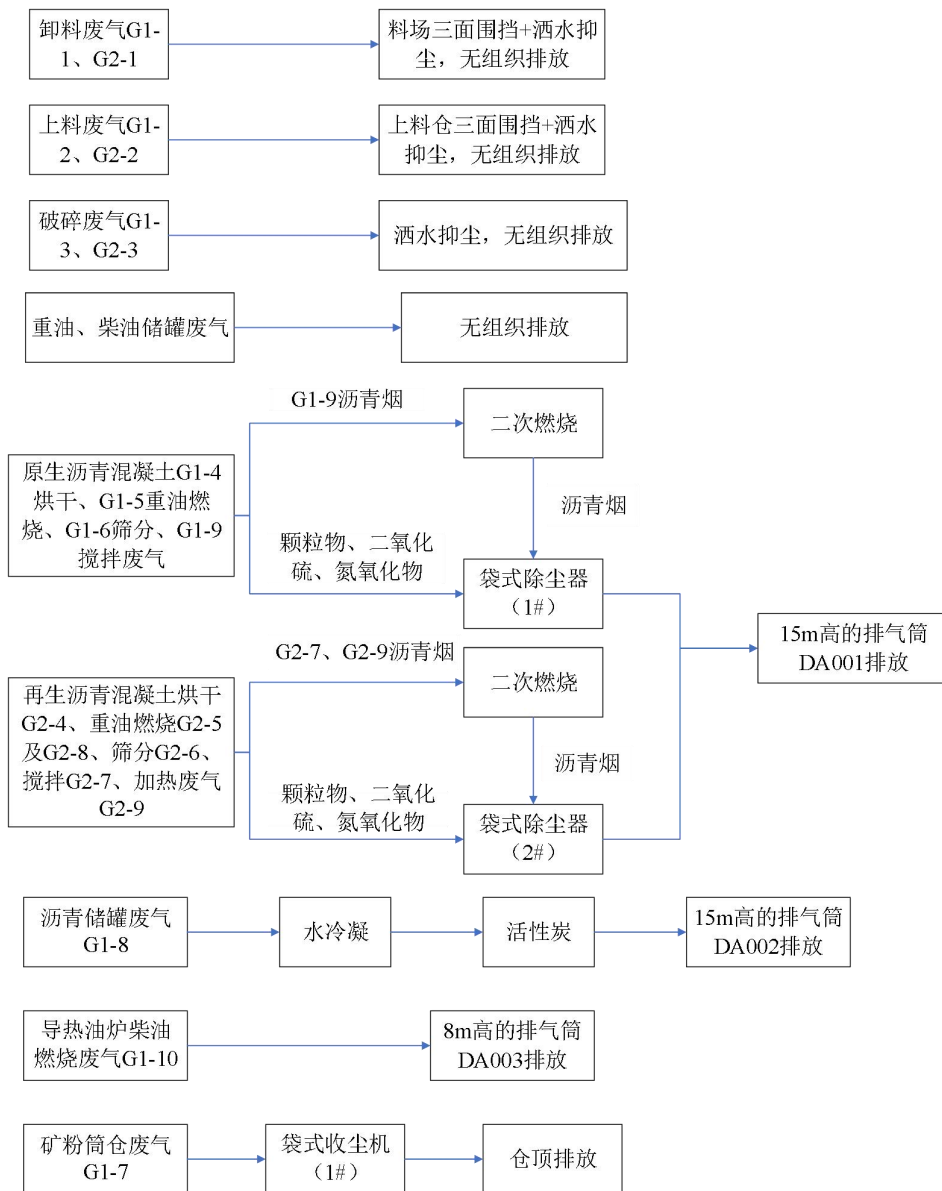 卸料废气G1-
1、G2-1
料场三面围挡+洒水抑
尘，无组织排放
上料废气G1-
2、G2-2
上料仓三面围挡+洒水
抑尘，无组织排放
破碎废气G1-
3、G2-3
洒水抑尘，无组织排放
重油、柴油储罐废气
无组织排放
G1-9沥青烟
二次燃烧
原生沥青混凝土G1-4
烘干、G1-5重油燃
烧、G1-6筛分、G1-9
搅拌废气
沥青烟
颗粒物、二氧化
硫、氮氧化物
袋式除尘器
（1#）
15m高的排气筒
DA001排放
G2-7、G2-9沥青烟
二次燃烧
再生沥青混凝土烘干
G2-4、重油燃烧G2-5
及G2-8、筛分G2-6、
搅拌G2-7、加热废气
G2-9
沥青烟
颗粒物、二氧化
硫、氮氧化物
袋式除尘器
（2#）
沥青储罐废气
G1-8
水冷凝
活性炭
15m高的排气筒
DA002排放
导热油炉柴油
燃烧废气G1-10
8m高的排气筒
DA003排放
矿粉筒仓废气
G1-7
袋式收尘机
（1#）
仓顶排放